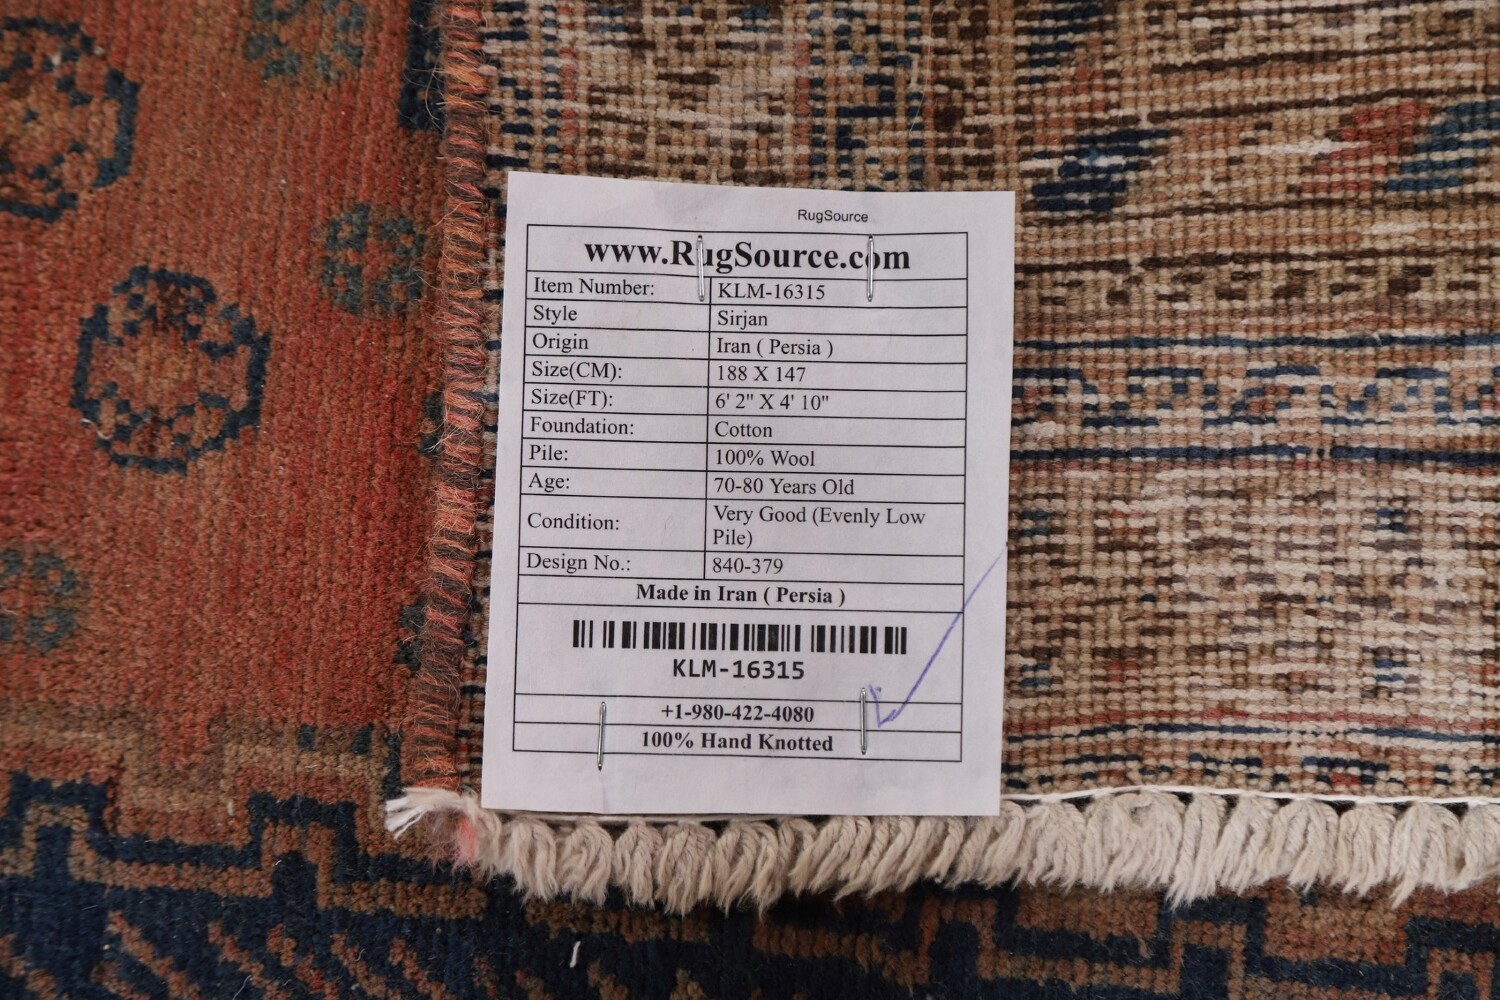 RugSource
www.RugSource.com
Item Number: KLM-16315
Style Sirjan
Origin Iran ( Persia )
Size(CM): 188 X 147
Size(FT): 6' 2" X 4' 10"
Foundation: Cotton
Pile: 100% Wool
Age: 70-80 Years Old
Condition: Very Good (Evenly Low
Pile)
Design No.: 840-379
Made in Iran ( Persia )
KLM-16315
+1-980-422-4080
100% Hand Knotted